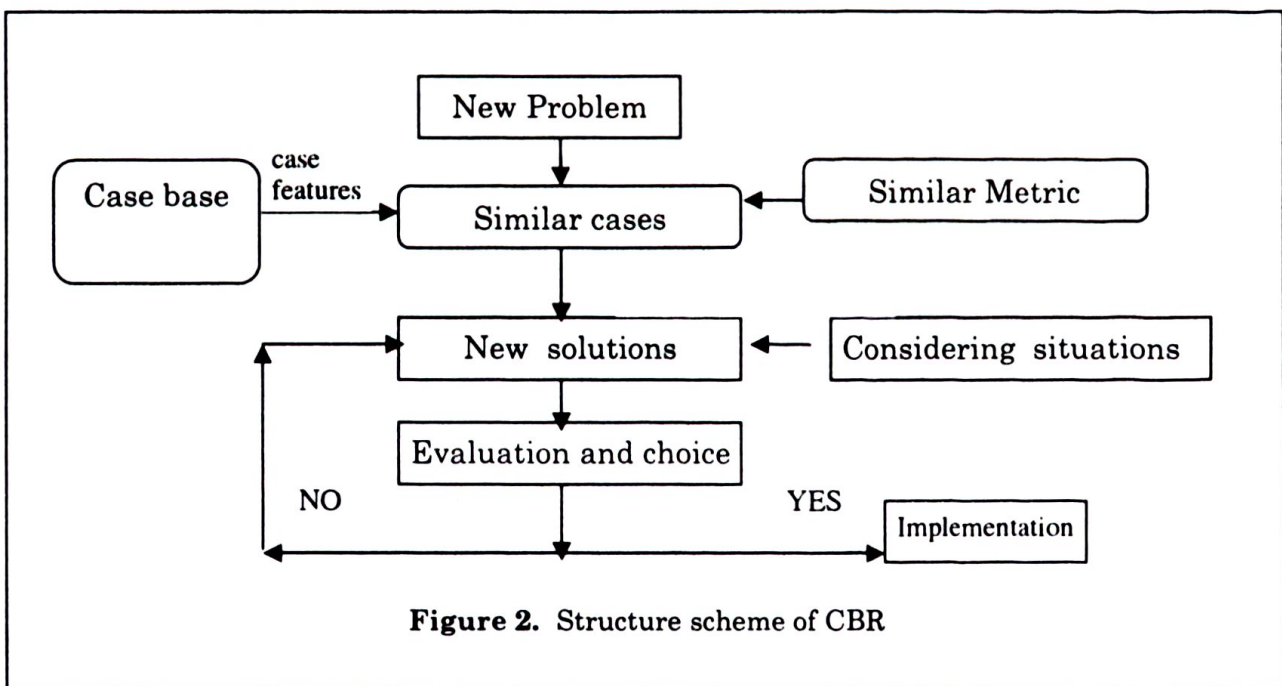 New Problem
case
features
Case base
Similar Metric
Similar cases
New solutions
Considering situations
Evaluation and choice
NO
YES
Implementation
Figure 2. Structure scheme of CBR